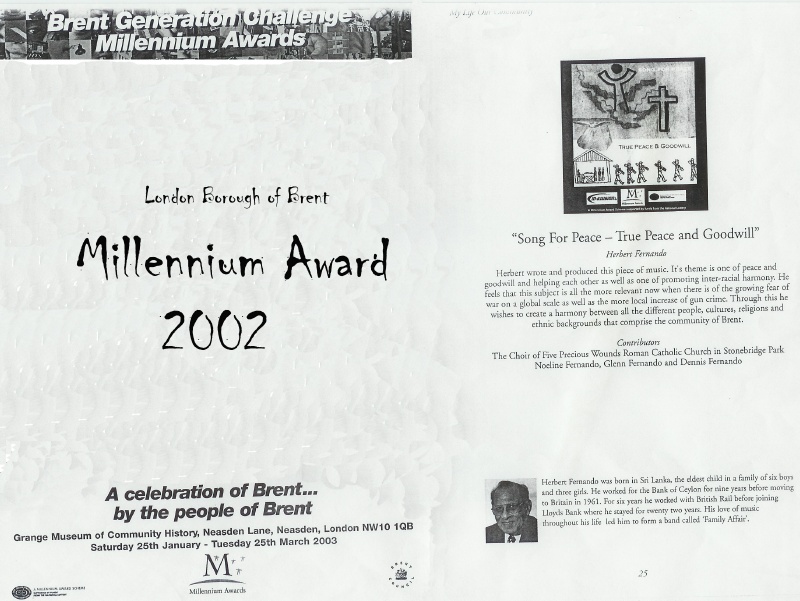 Brent Generation Challenge
Millennium Awards
London Borough of Brent
Millennium Award
2002
A celebration of Brent...
by the people of Brent
Grange Museum of Community History, Neasden Lane, Neasden, London NW10 1QB
Saturday 25th January - Tuesday 25th March 2003
M
Millennium Awards
A MILLENNIUM AWARD SCHEME
BRENT
COUNCIL
My Life Our Community
TRUE PEACE & GOODWILL
"Song For Peace – True Peace and Goodwill"
Herbert Fernando
Herbert wrote and produced this piece of music. It's theme is one of peace and
goodwill and helping each other as well as one of promoting inter-racial harmony. He
feels that this subject is all the more relevant now when there is of the growing fear of
war on a global scale as well as the more local increase of gun crime. Through this he
wishes to create a harmony between all the different people, cultures, religions and
ethnic backgrounds that comprise the community of Brent.
Contributors
The Choir of Five Precious Wounds Roman Catholic Church in Stonebridge Park
Noeline Fernando, Glenn Fernando and Dennis Fernando
Herbert Fernando was born in Sri Lanka, the eldest child in a family of six boys
and three girls. He worked for the Bank of Ceylon for nine years before moving
to Britain in 1961. For six years he worked with British Rail before joining
Lloyds Bank where he stayed for twenty two years. His love of music
throughout his life led him to form a band called 'Family Affair'.
25